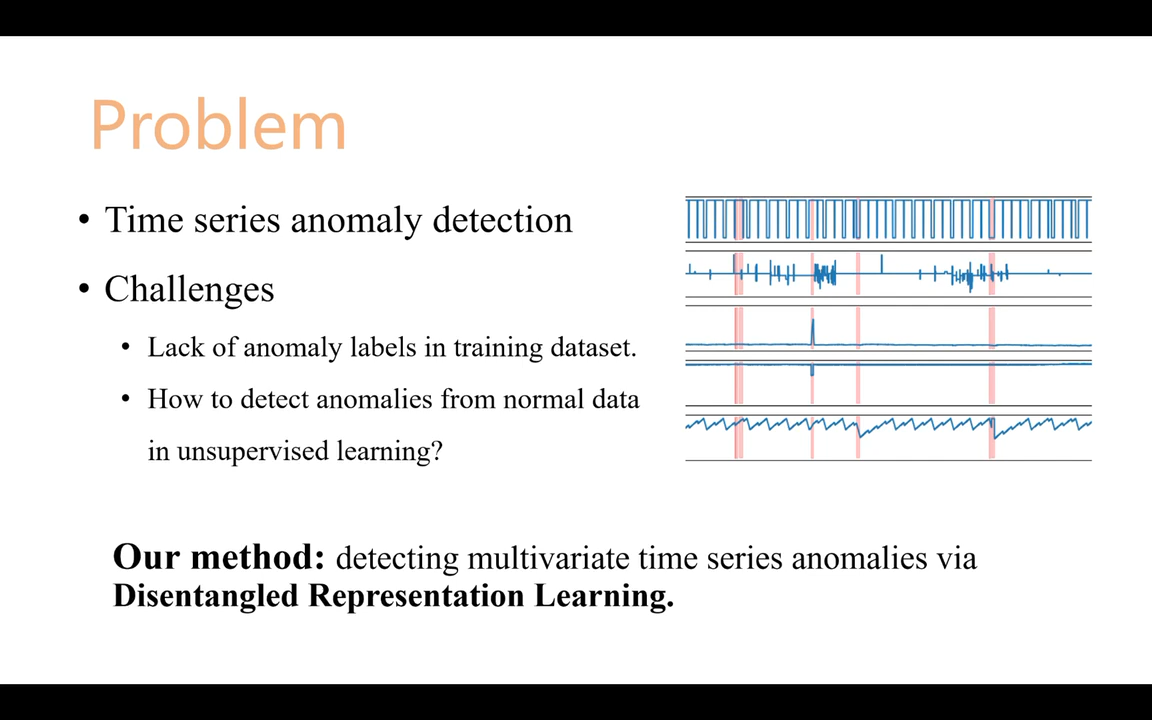 Problem
• Time series anomaly detection
• Challenges
• Lack of anomaly labels in training dataset.
• How to detect anomalies from normal data
in unsupervised learning?
Our method: detecting multivariate time series anomalies via
Disentangled Representation Learning.